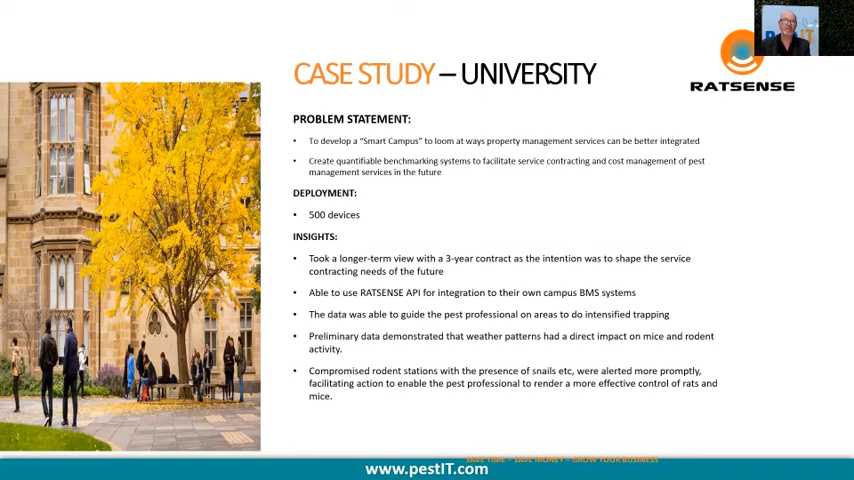 CASE STUDY – UNIVERSITY
RATSENSE
PROBLEM STATEMENT:
• To develop a “Smart Campus” to loom at ways property management services can be better integrated
• Create quantifiable benchmarking systems to facilitate service contracting and cost management of pest
management services in the future
DEPLOYMENT:
• 500 devices
INSIGHTS:
• Took a longer-term view with a 3-year contract as the intention was to shape the service
contracting needs of the future
• Able to use RATSENSE API for integration to their own campus BMS systems
• The data was able to guide the pest professional on areas to do intensified trapping
• Preliminary data demonstrated that weather patterns had a direct impact on mice and rodent
activity.
• Compromised rodent stations with the presence of snails etc, were alerted more promptly,
facilitating action to enable the pest professional to render a more effective control of rats and
mice.
SAVE TIME – SAVE MONEY – GROW YOUR BUSINESS
www.pestIT.com